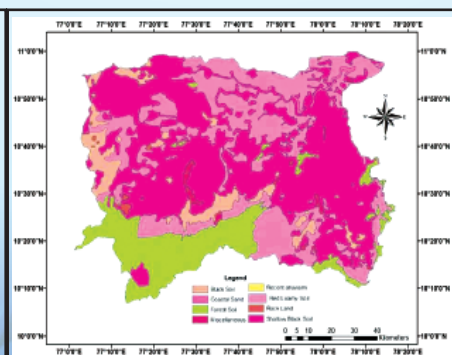 77°0'0"E 77°10'0"E 77°20'0"E 77°30'0"E 77°40'0"E 77°50'0"E 78°0'0"E 78°10'0"E 78°20'0"E
11°0'0"N 11°0'0"N
10°50'0"N 10°50'0"N
10°40'0"N 10°40'0"N
10°30'0"N 10°30'0"N
10°20'0"N 10°20'0"N
10°10'0"N 10°10'0"N
10°0'0"N 10°0'0"N
Legend
Black Soil Recent alluvium
Coastal Sand Red Loamy Soil
Forest Soil Rock Land
Miscellaneous Shallow Black Soil
0 5 10 20 30 40
Kilometers
77°0'0"E 77°10'0"E 77°20'0"E 77°30'0"E 77°40'0"E 77°50'0"E 78°0'0"E 78°10'0"E 78°20'0"E